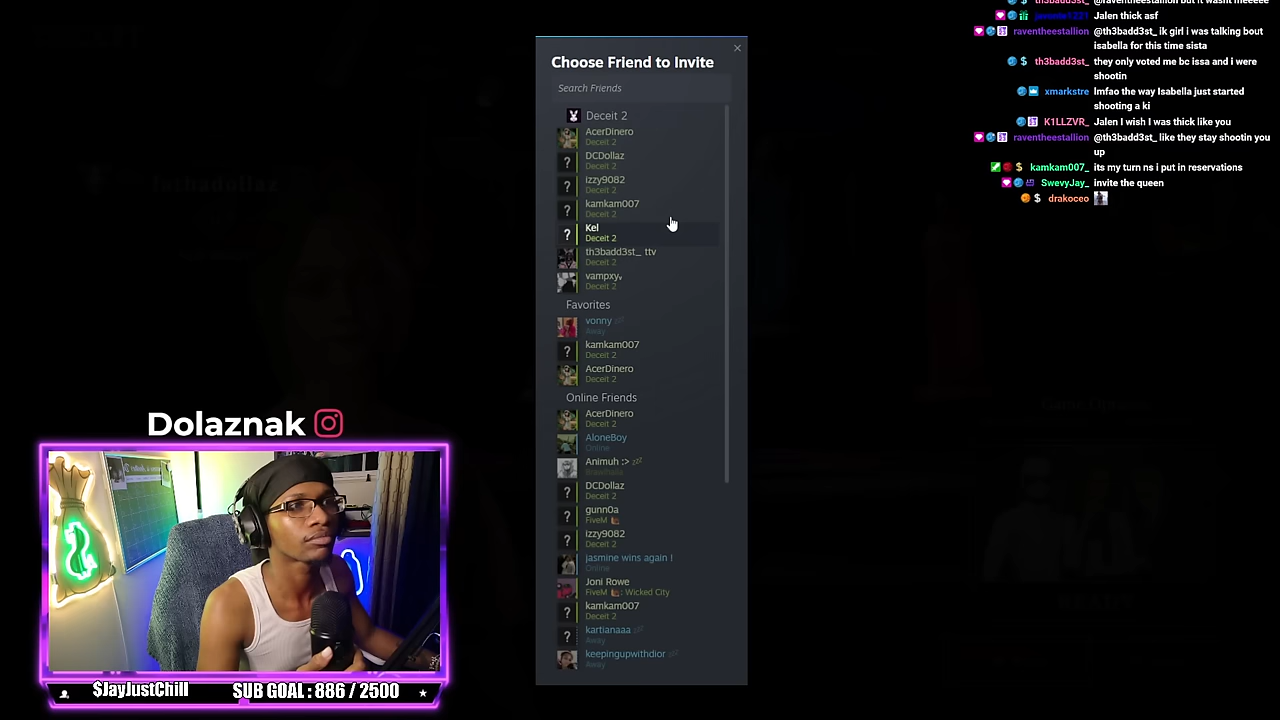 Choose Friend to Invite
Search Friends
Deceit 2
AcerDinero
Deceit 2
DCDollaz
Deceit 2
izzy9082
Deceit 2
kamkam007
Deceit 2
Kel
Deceit 2
th3badd3st_ ttv
Deceit 2
vampxy,
Deceit 2
Favorites
vonny
Away
kamkam007
Deceit 2
AcerDinero
Deceit 2
Online Friends
AcerDinero
Deceit 2
AloneBoy
Online
Animuh :> zzz
DCDollaz
Deceit 2
gunn0a
FiveM
izzy9082
Deceit 2
jasmine wins again !
Online
Joni Rowe
FiveM : Wicked City
kamkam007
Deceit 2
kartianaaa
Away
keepingupwithdior
Away
Jalen thick asf
raventheestallion @th3badd3st_ ik girl i was talking bout
isabella for this time sista
th3badd3st_ they only voted me bc issa and i were
shootin
xmarkstre lmfao the way Isabella just started
shooting a ki
K1LLZVR_ Jalen I wish I was thick like you
raventheestallion @th3badd3st_ like they stay shootin you
up
kamkam007_ its my turn ns i put in reservations
SwevyJay_ invite the queen
drakoceo
Dolaznak
$JayJustChill
SUB GOAL : 886 / 2500